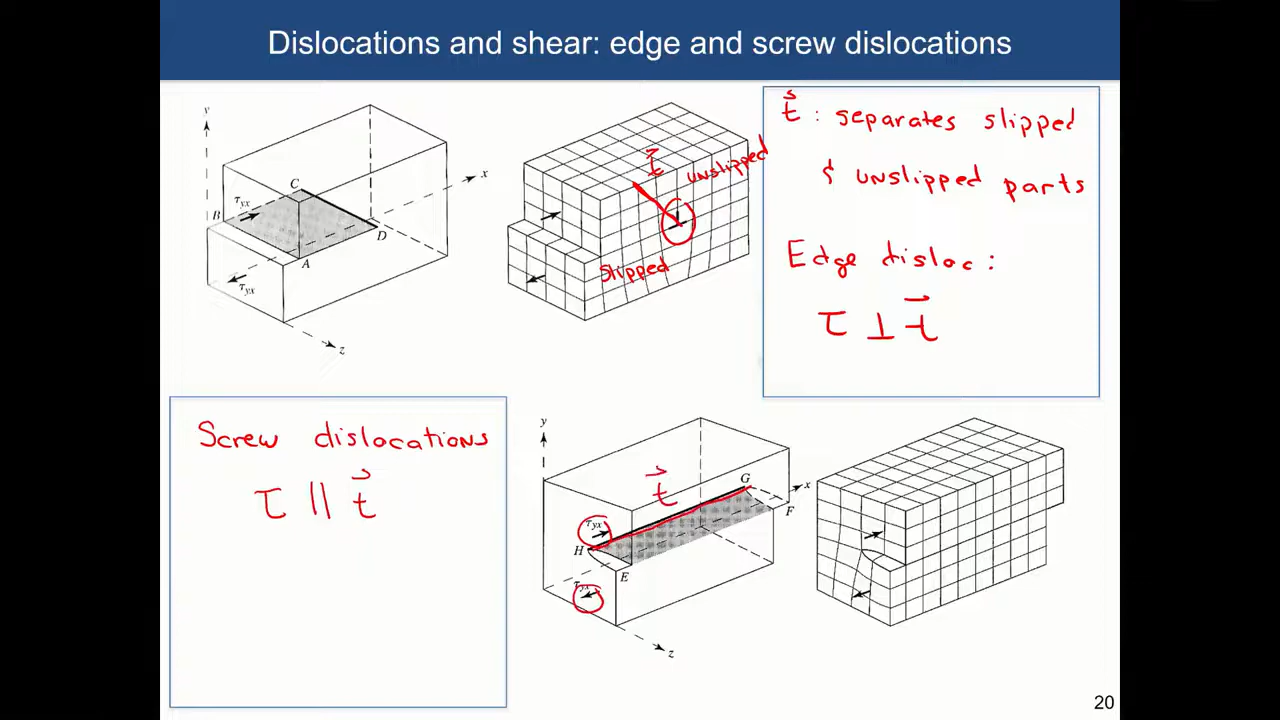 Dislocations and shear: edge and screw dislocations
y
C
τyx
B
x
D
A
τyx
z
t⃗
unslipped
slipped
t⃗ : separates slipped
& unslipped parts
Edge disloc :
τ ⊥ t⃗
Screw dislocations
τ || t⃗
y
t⃗
G
τyx
x
F
H
E
τyx
z
20